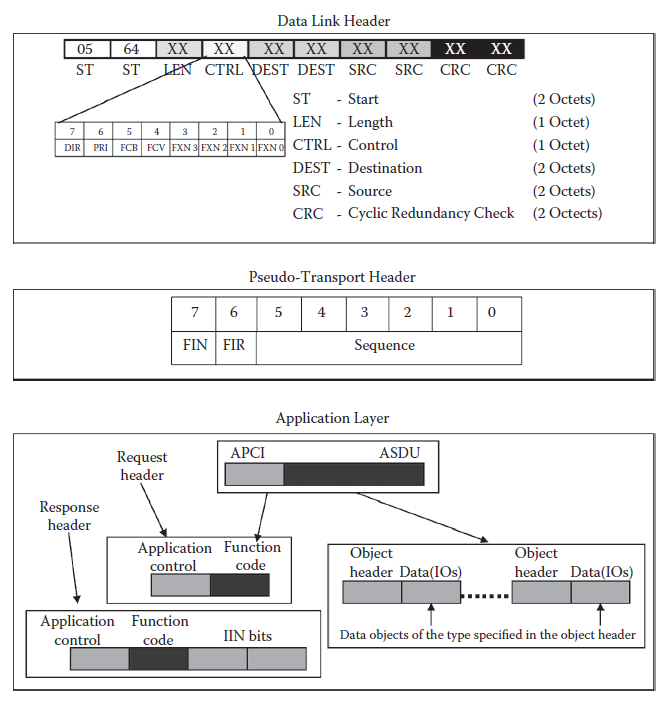 Data Link Header
05 64 XX XX XX XX XX XX XX XX
ST ST LEN CTRL DEST DEST SRC SRC CRC CRC
7 6 5 4 3 2 1 0
DIR PRI FCB FCV FXN 3 FXN 2 FXN 1 FXN 0
ST - Start (2 Octets)
LEN - Length (1 Octet)
CTRL - Control (1 Octet)
DEST - Destination (2 Octets)
SRC - Source (2 Octets)
CRC - Cyclic Redundancy Check (2 Octects)
Pseudo-Transport Header
7 6 5 4 3 2 1 0
FIN FIR Sequence
Application Layer
APCI ASDU
Request
header
Response
header
Application Function
control code
Application Function IIN bits
control code
Object Object
header Data(IOs) header Data(IOs)
Data objects of the type specified in the object header